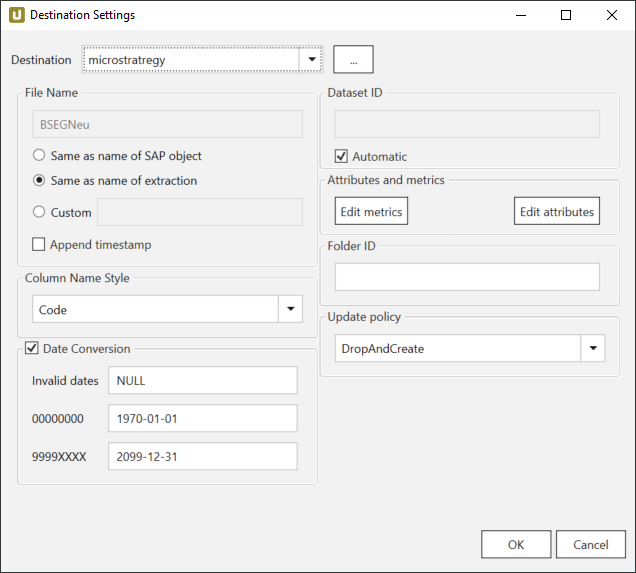 Destination Settings
Destination microstratregy ...
File Name
BSEGNeu
Same as name of SAP object
Same as name of extraction
Custom
Append timestamp
Column Name Style
Code
Date Conversion
Invalid dates NULL
00000000 1970-01-01
9999XXXX 2099-12-31
Dataset ID
Automatic
Attributes and metrics
Edit metrics Edit attributes
Folder ID
Update policy
DropAndCreate
OK Cancel